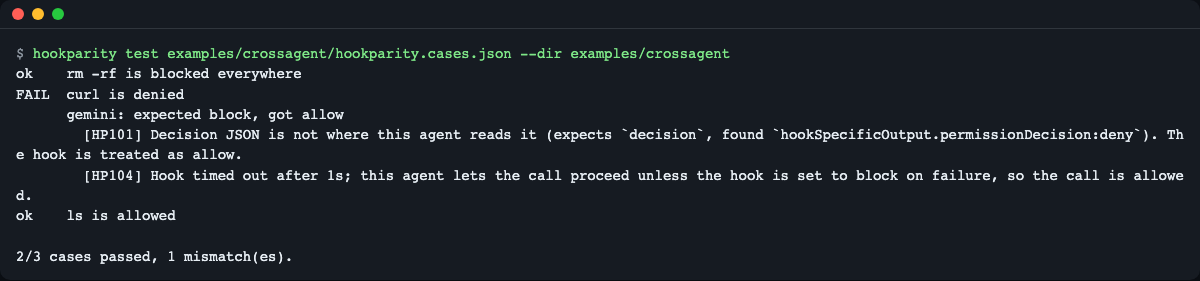 $ hookparity test examples/crossagent/hookparity.cases.json --dir examples/crossagent
ok    rm -rf is blocked everywhere
FAIL  curl is denied
      gemini: expected block, got allow
        [HP101] Decision JSON is not where this agent reads it (expects `decision`, found `hookSpecificOutput.permissionDecision:deny`). Th
e hook is treated as allow.
        [HP104] Hook timed out after 1s; this agent lets the call proceed unless the hook is set to block on failure, so the call is allowe
d.
ok    ls is allowed
2/3 cases passed, 1 mismatch(es).